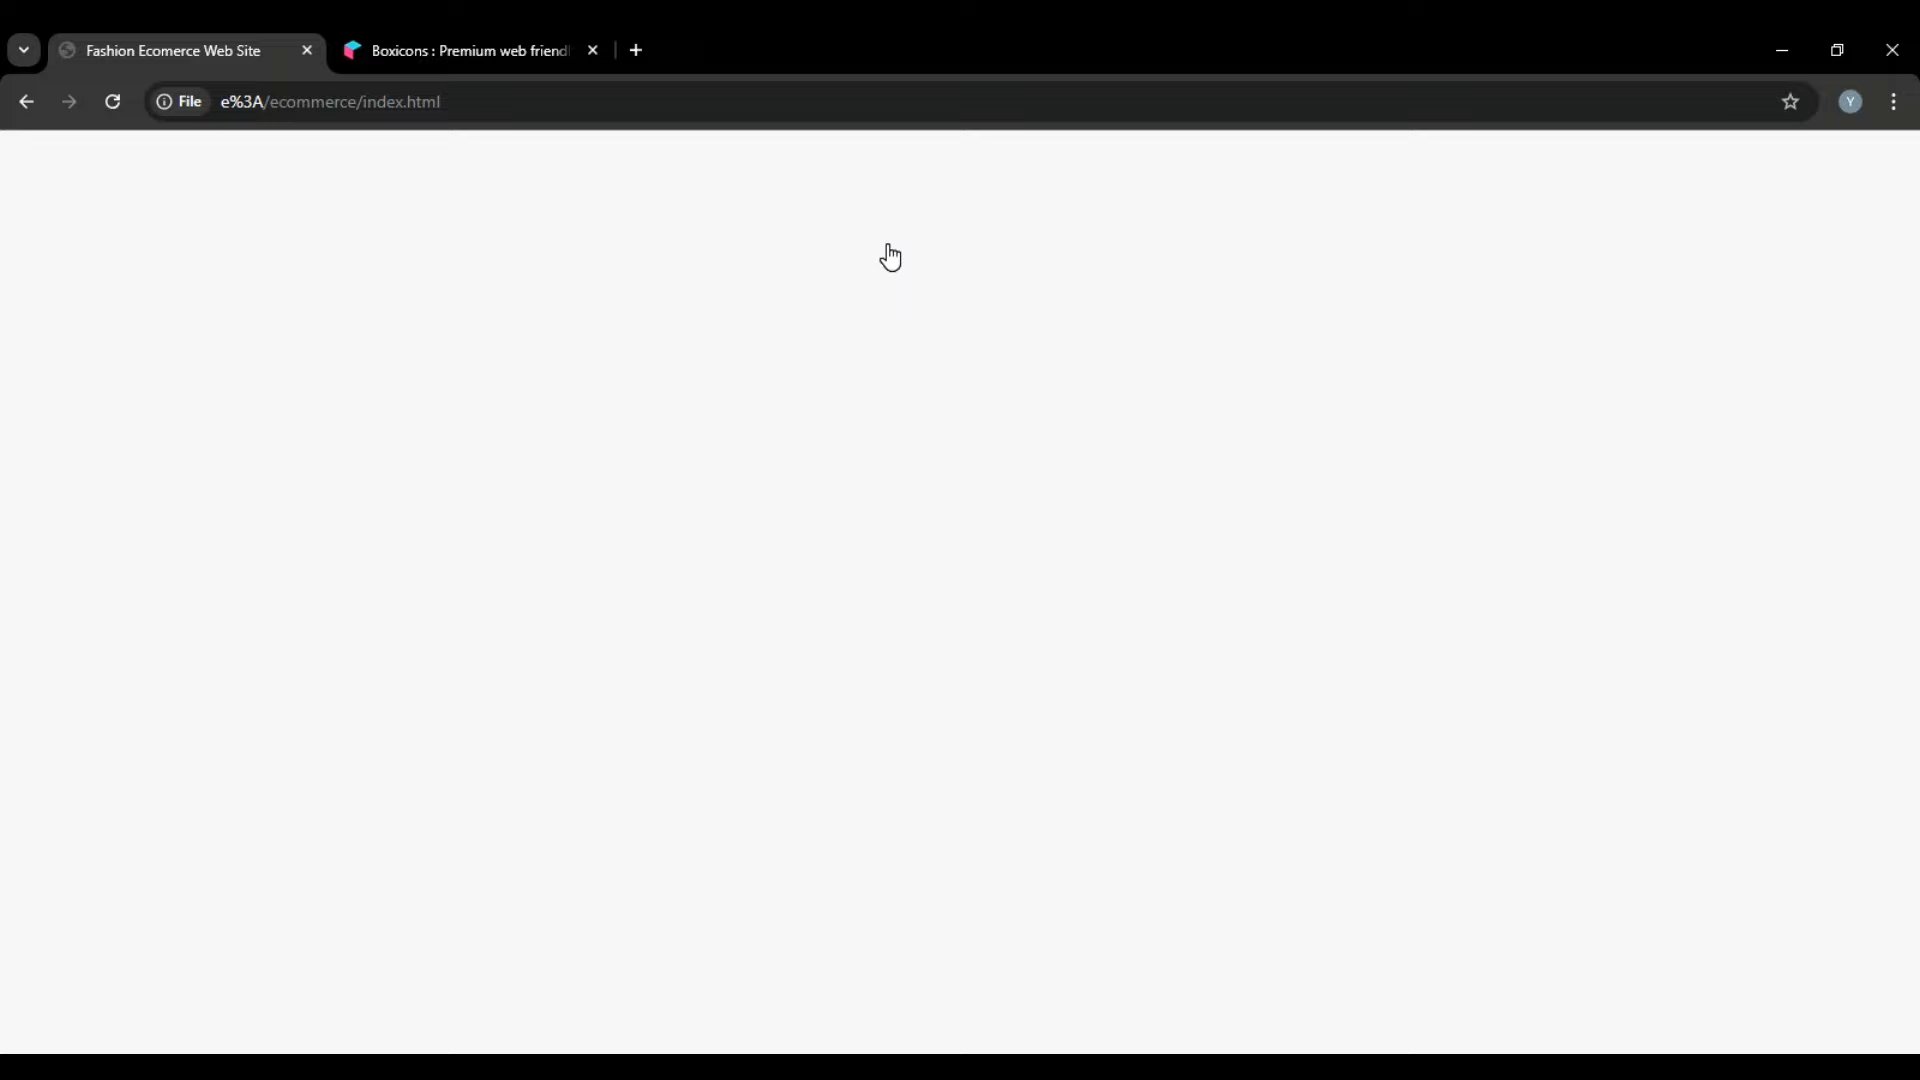 Fashion Ecomerce Web Site
Boxicons : Premium web friend
File e%3A/ecommerce/index.html
Y